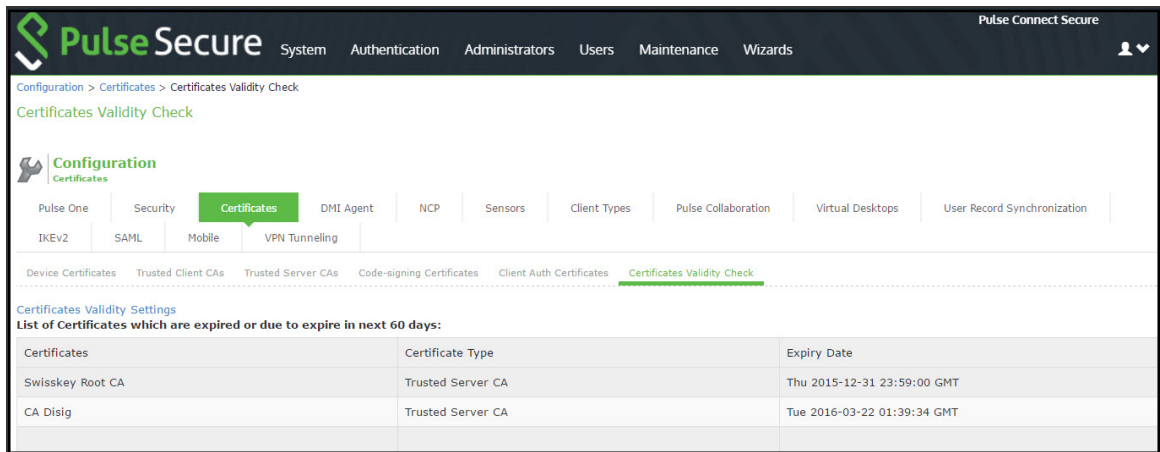 Pulse Connect Secure
Pulse Secure System Authentication Administrators Users Maintenance Wizards
Configuration > Certificates > Certificates Validity Check
Certificates Validity Check
Configuration
Certificates
Pulse One Security Certificates DMI Agent NCP Sensors Client Types Pulse Collaboration Virtual Desktops User Record Synchronization
IKEv2 SAML Mobile VPN Tunneling
Device Certificates Trusted Client CAs Trusted Server CAs Code-signing Certificates Client Auth Certificates Certificates Validity Check
Certificates Validity Settings
List of Certificates which are expired or due to expire in next 60 days:
Certificates Certificate Type Expiry Date
Swisskey Root CA Trusted Server CA Thu 2015-12-31 23:59:00 GMT
CA Disig Trusted Server CA Tue 2016-03-22 01:39:34 GMT